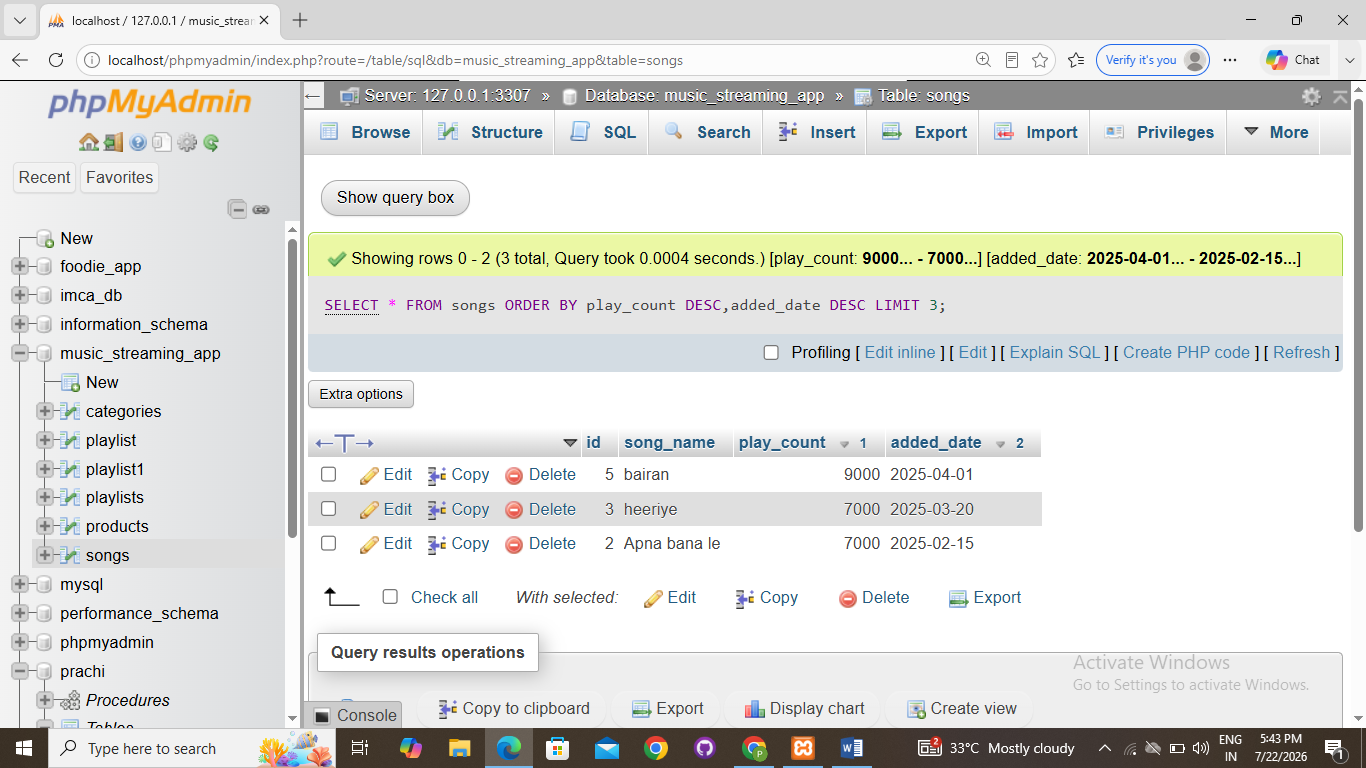 localhost / 127.0.0.1 / music_strear
localhost/phpmyadmin/index.php?route=/table/sql&db=music_streaming_app&table=songs
Verify it's you
Chat
phpMyAdmin
Recent Favorites
New
foodie_app
imca_db
information_schema
music_streaming_app
New
categories
playlist
playlist1
playlists
products
songs
mysql
performance_schema
phpmyadmin
prachi
Procedures
Tables
Server: 127.0.0.1:3307 » Database: music_streaming_app » Table: songs
Browse Structure SQL Search Insert Export Import Privileges More
Show query box
Showing rows 0 - 2 (3 total, Query took 0.0004 seconds.) [play_count: 9000... - 7000...] [added_date: 2025-04-01... - 2025-02-15...]
SELECT * FROM songs ORDER BY play_count DESC,added_date DESC LIMIT 3;
Profiling [ Edit inline ] [ Edit ] [ Explain SQL ] [ Create PHP code ] [ Refresh ]
Extra options
←T→ id song_name play_count 1 added_date 2
Edit Copy Delete 5 bairan 9000 2025-04-01
Edit Copy Delete 3 heeriye 7000 2025-03-20
Edit Copy Delete 2 Apna bana le 7000 2025-02-15
Check all With selected: Edit Copy Delete Export
Query results operations
Copy to clipboard Export Display chart Create view
Console
Activate Windows
Go to Settings to activate Windows.
Type here to search
2
33°C Mostly cloudy
ENG
IN
5:43 PM
7/22/2026
1